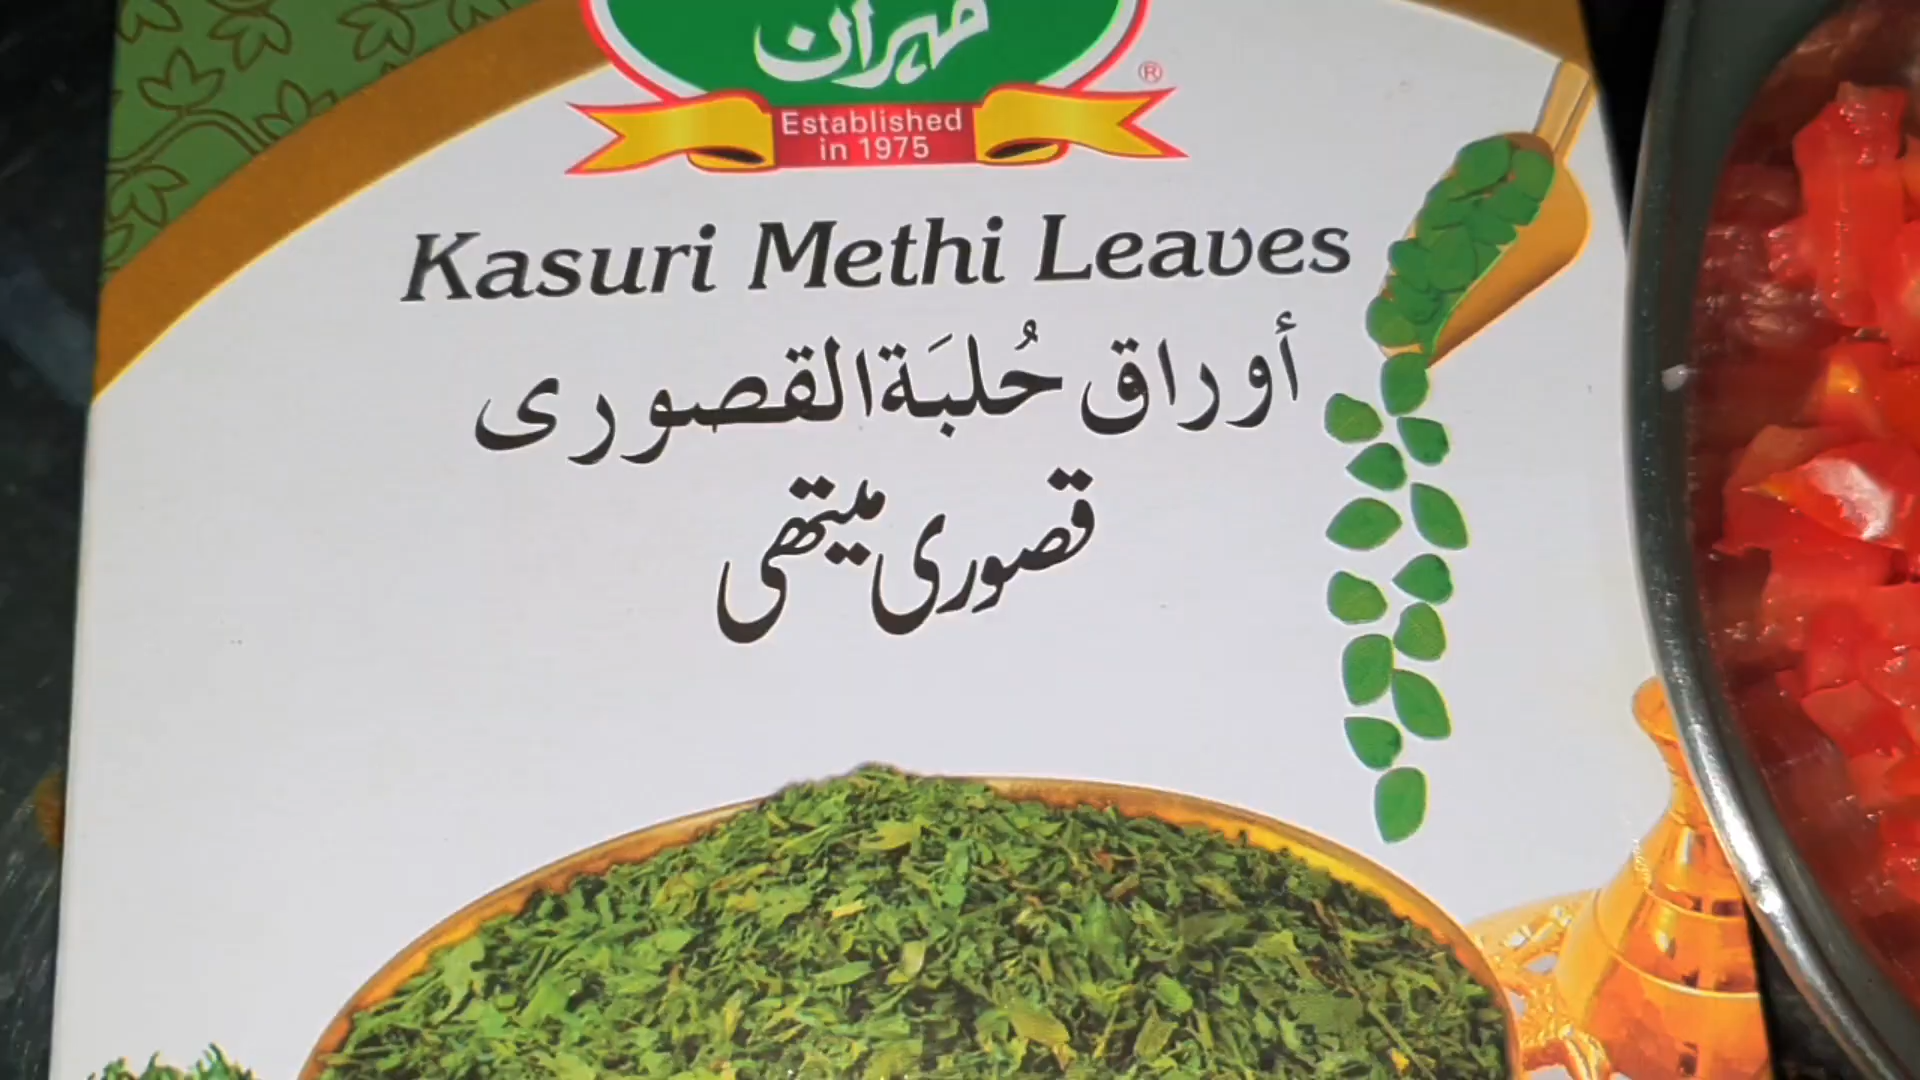 مہران
®
Established
in 1975
Kasuri Methi Leaves
أوراق حُلبَة القصورى
قصوری میتھی